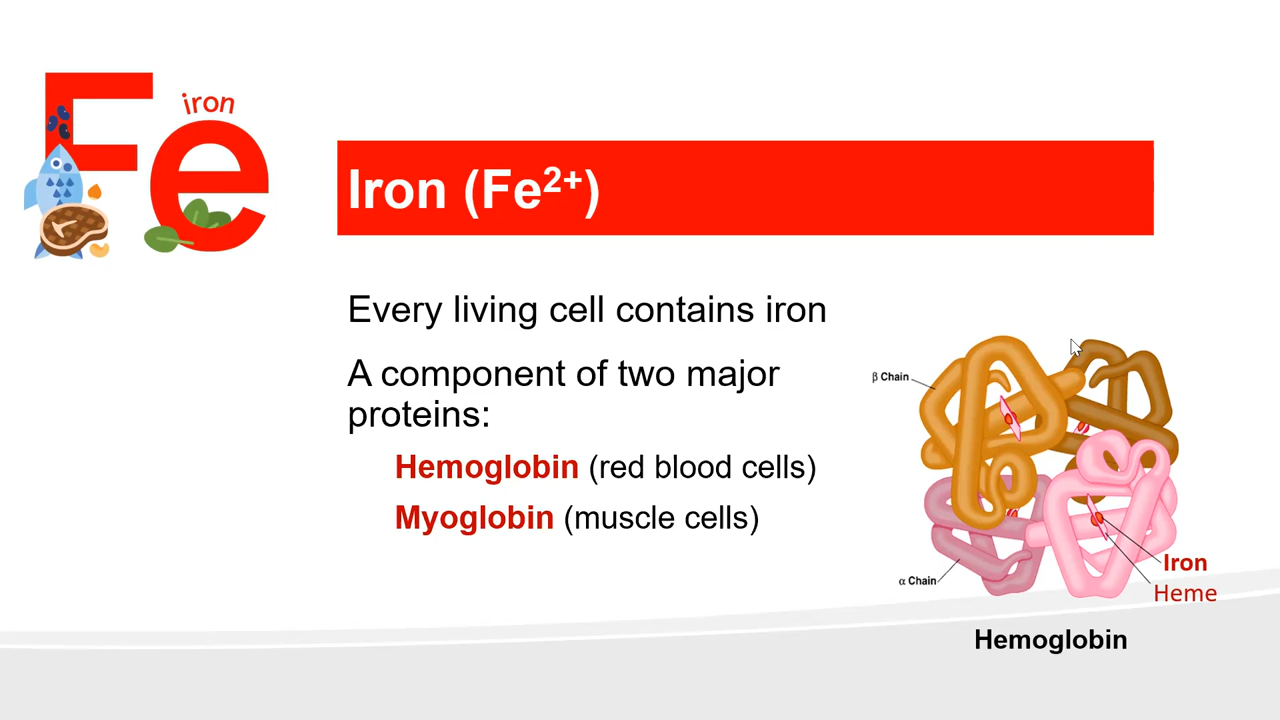 Fe
iron
Iron (Fe²⁺)
Every living cell contains iron
A component of two major
proteins:
Hemoglobin (red blood cells)
Myoglobin (muscle cells)
β Chain
α Chain
Iron
Heme
Hemoglobin